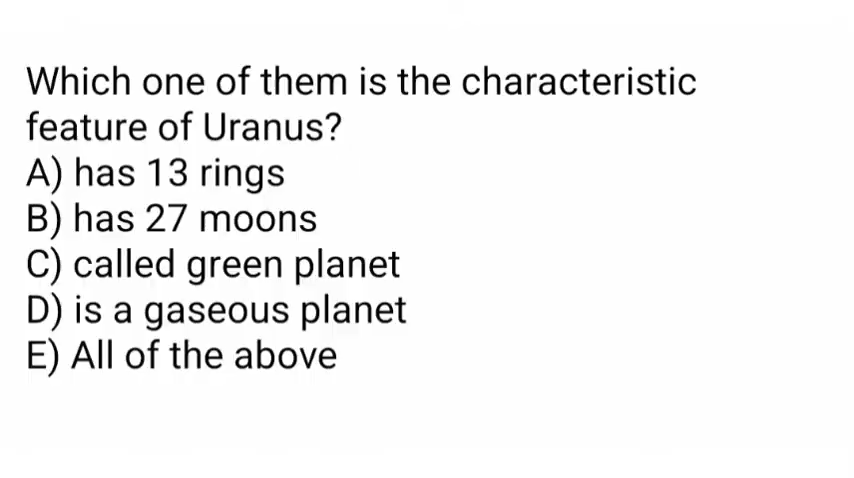 Which one of them is the characteristic
feature of Uranus?
A) has 13 rings
B) has 27 moons
C) called green planet
D) is a gaseous planet
E) All of the above